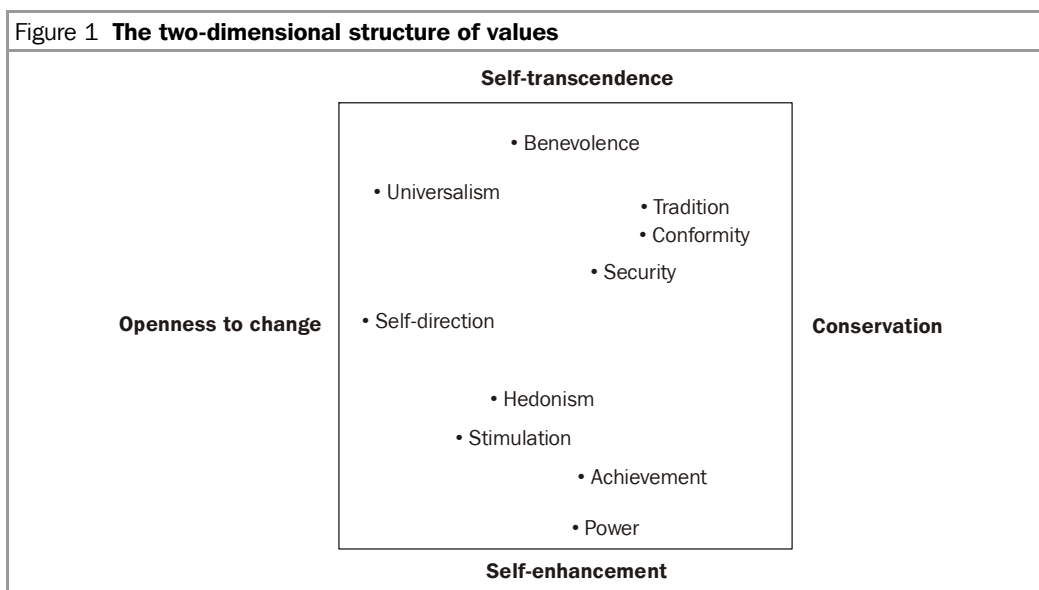 Figure 1 The two-dimensional structure of values
Self-transcendence
• Benevolence
• Universalism
• Tradition
• Conformity
• Security
Openness to change
• Self-direction
Conservation
• Hedonism
• Stimulation
• Achievement
• Power
Self-enhancement